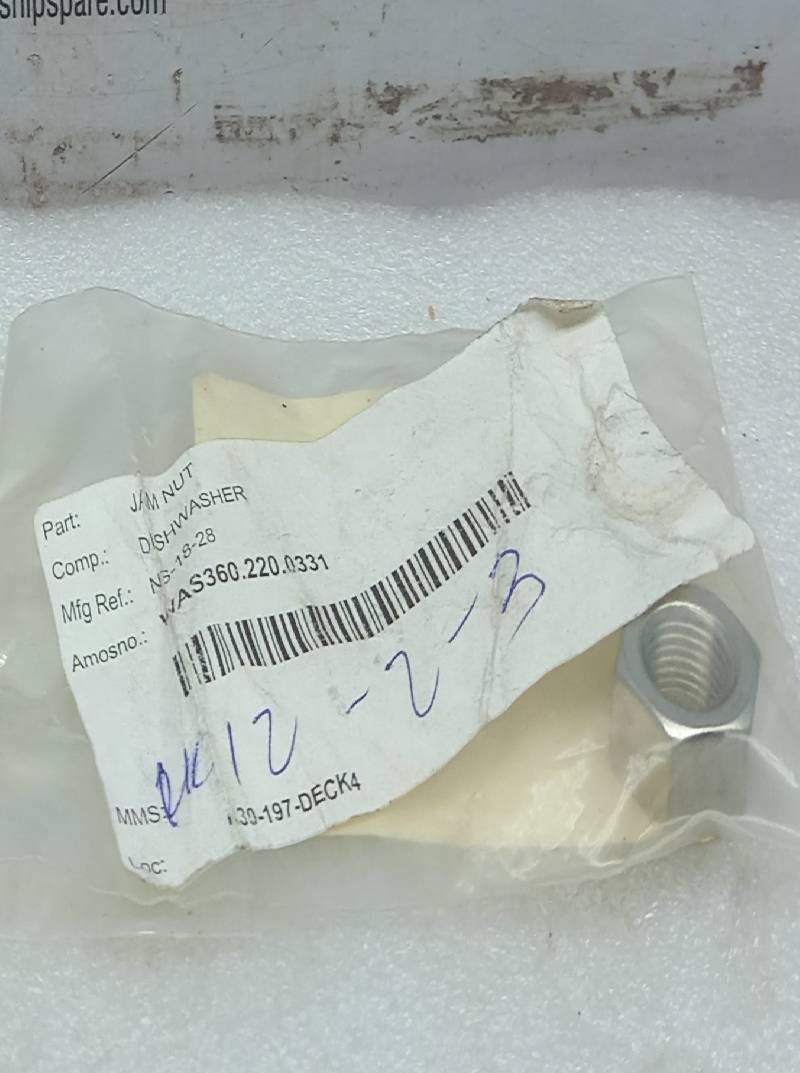 shipspare.com
Part: JAM NUT
Comp.: DISHWASHER
Mfg Ref.: NS-18-28
Amosno.: WAS360.220.0331
RK12-2-3
MMS:
30-197-DECK4
Loc: